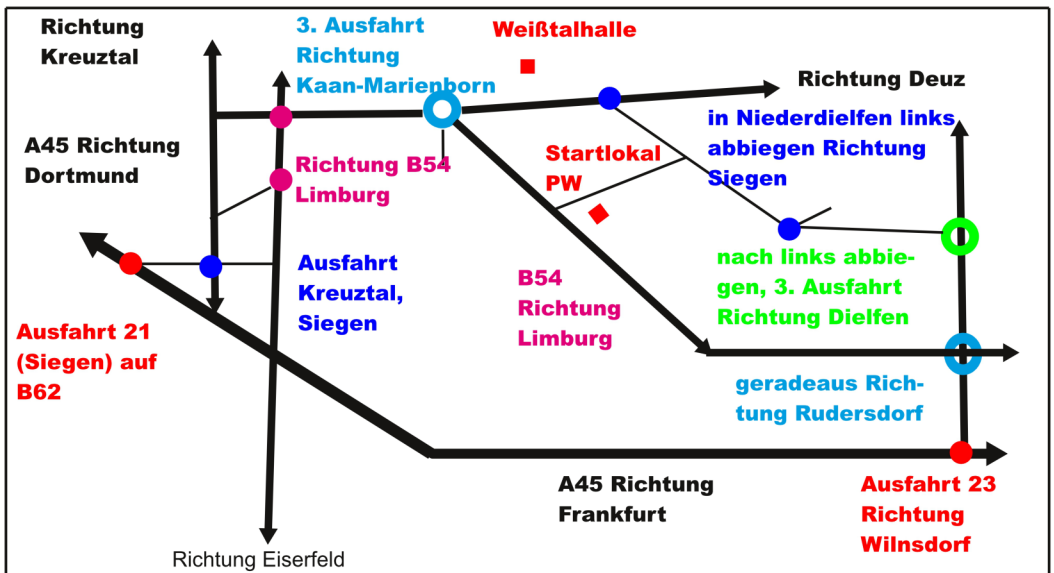 Richtung
Kreuztal
3. Ausfahrt
Richtung
Kaan-Marienborn
Weißtalhalle
Richtung Deuz
A45 Richtung
Dortmund
Richtung B54
Limburg
Startlokal
PW
in Niederdielfen links
abbiegen Richtung
Siegen
Ausfahrt
Kreuztal,
Siegen
B54
Richtung
Limburg
nach links abbie-
gen, 3. Ausfahrt
Richtung Dielfen
Ausfahrt 21
(Siegen) auf
B62
geradeaus Rich-
tung Rudersdorf
A45 Richtung
Frankfurt
Ausfahrt 23
Richtung
Wilnsdorf
Richtung Eiserfeld